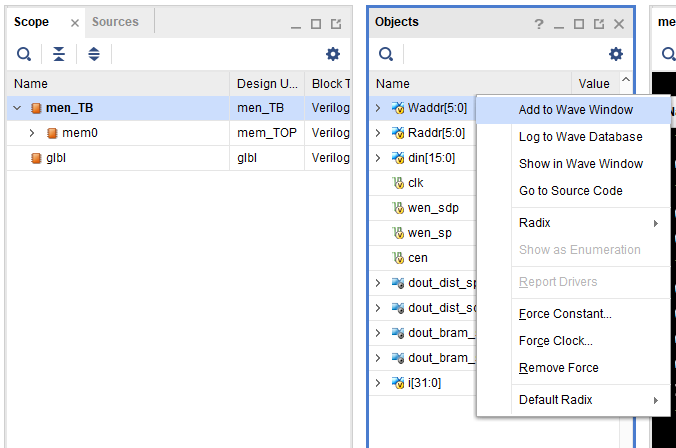 Scope
Sources
Name Design U... Block T
men_TB men_TB Verilog
mem0 mem_TOP Verilog
glbl glbl Verilog
Objects
?
Name Value
Waddr[5:0]
Raddr[5:0]
din[15:0]
clk
wen_sdp
wen_sp
cen
dout_dist_sp
dout_dist_sd
dout_bram_
dout_bram_
i[31:0]
Add to Wave Window
Log to Wave Database
Show in Wave Window
Go to Source Code
Radix
Show as Enumeration
Report Drivers
Force Constant...
Force Clock...
Remove Force
Default Radix